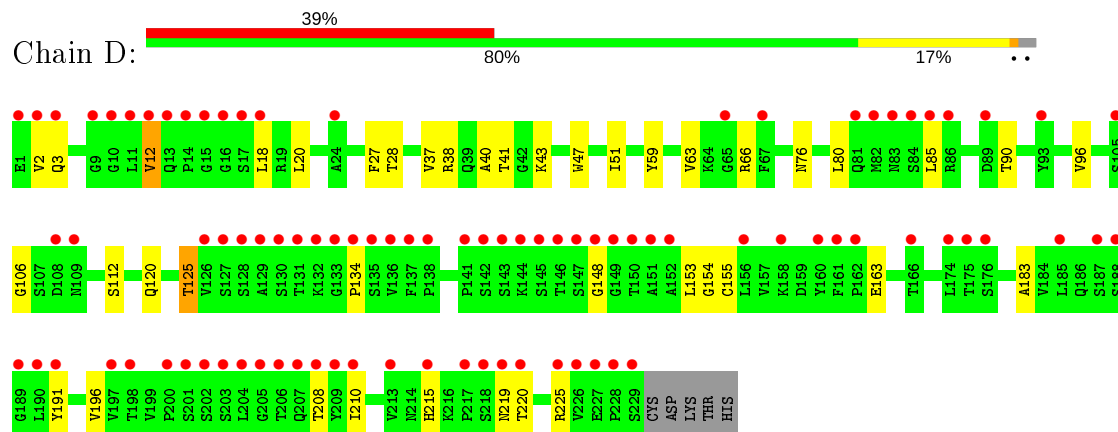 39%
Chain D:
80%
17%
• •
E1 V2 Q3 G9 G10 L11 V12 Q13 P14 G15 G16 S17 L18 R19 L20 A24 F27 T28 V37 R38 Q39 A40 T41 G42 K43 W47 I51 Y59 V63 K64 G65 R66 F67 N76 L80 Q81 M82 N83 S84 L85 R86 D89 T90 Y93 V96 S105
G106 S107 D108 N109 S112 Q120 T125 V126 S127 S128 A129 S130 T131 K132 G133 P134 S135 V136 F137 P138 P141 S142 S143 K144 S145 T146 S147 G148 G149 T150 A151 A152 L153 G154 C155 L156 V157 K158 D159 Y160 F161 P162 E163 T166 L174 T175 S176 A183 V184 L185 Q186 S187 S188
G189 L190 Y191 V196 V197 T198 V199 P200 S201 S202 S203 L204 G205 T206 Q207 T208 Y209 I210 V213 N214 H215 K216 P217 S218 N219 T220 R225 V226 E227 P228 S229 CYS ASP LYS THR HIS